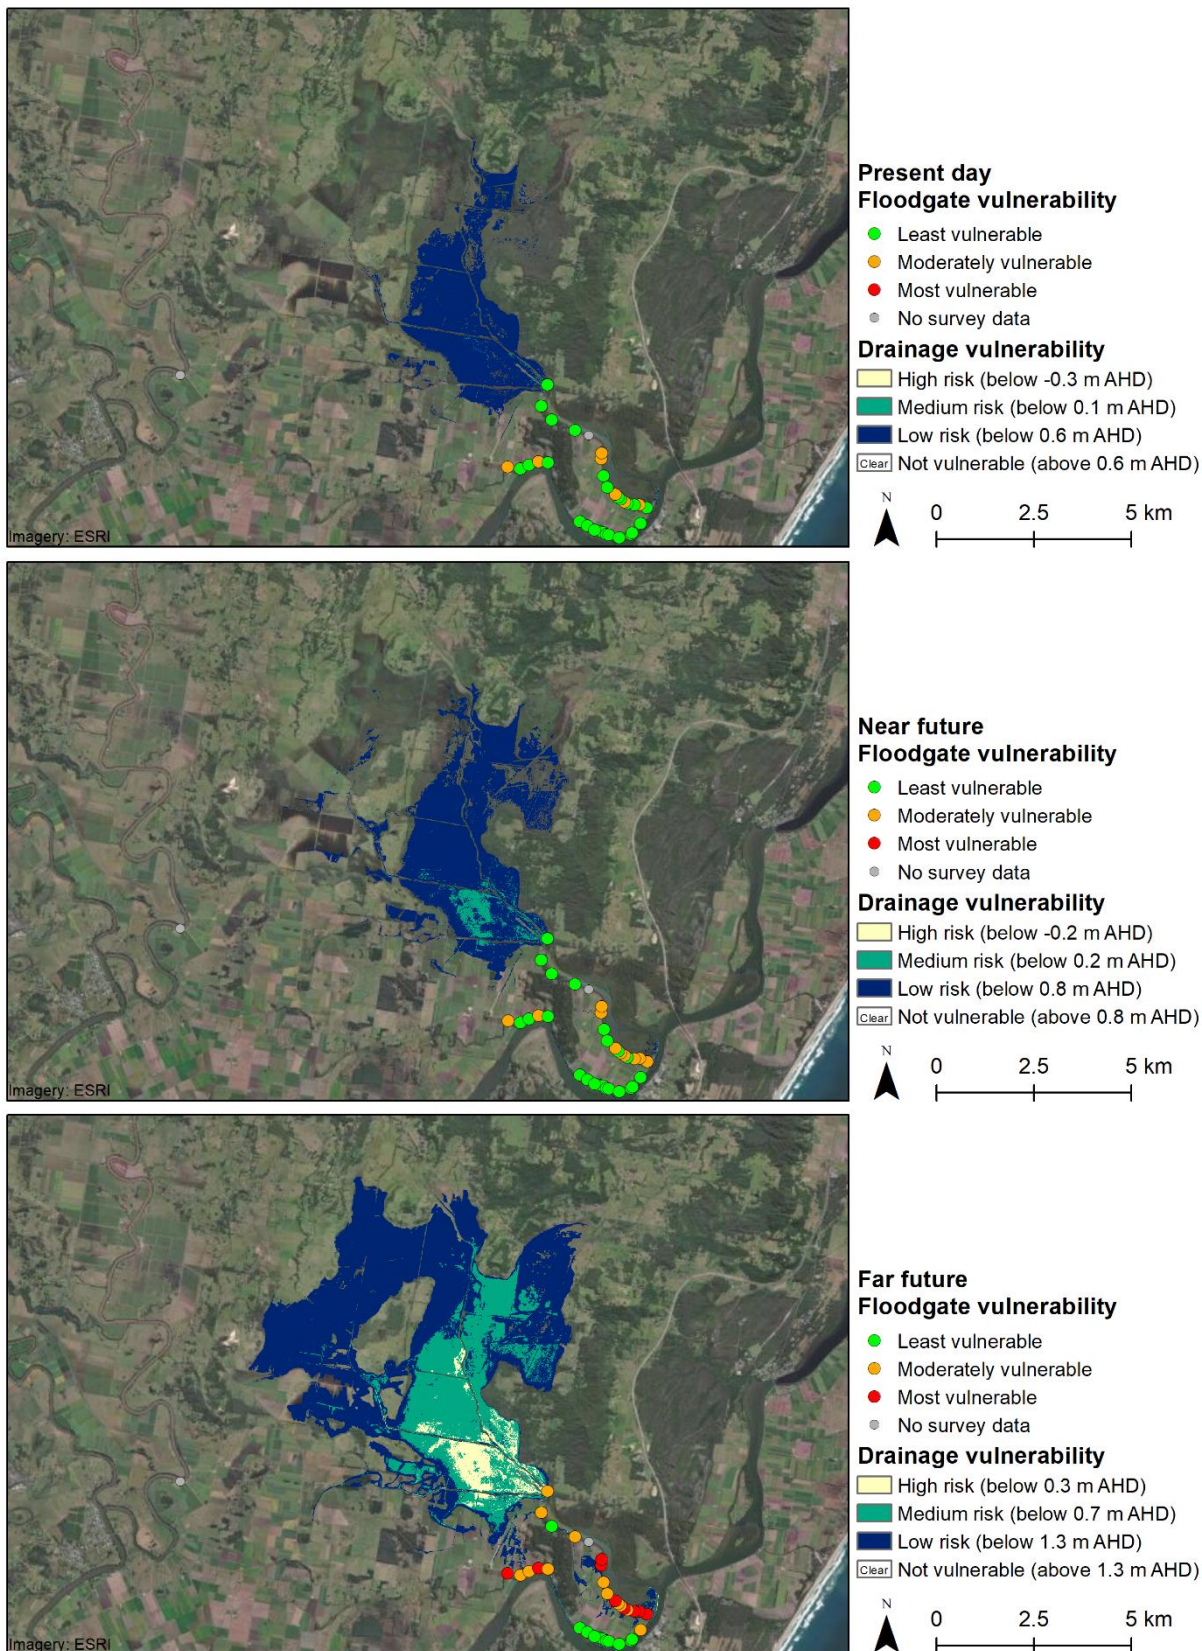 Present day
Floodgate vulnerability
Least vulnerable
Moderately vulnerable
Most vulnerable
No survey data
Drainage vulnerability
High risk (below -0.3 m AHD)
Medium risk (below 0.1 m AHD)
Low risk (below 0.6 m AHD)
Clear Not vulnerable (above 0.6 m AHD)
N
0 2.5 5 km
Imagery: ESRI
Near future
Floodgate vulnerability
Least vulnerable
Moderately vulnerable
Most vulnerable
No survey data
Drainage vulnerability
High risk (below -0.2 m AHD)
Medium risk (below 0.2 m AHD)
Low risk (below 0.8 m AHD)
Clear Not vulnerable (above 0.8 m AHD)
N
0 2.5 5 km
Imagery: ESRI
Far future
Floodgate vulnerability
Least vulnerable
Moderately vulnerable
Most vulnerable
No survey data
Drainage vulnerability
High risk (below 0.3 m AHD)
Medium risk (below 0.7 m AHD)
Low risk (below 1.3 m AHD)
Clear Not vulnerable (above 1.3 m AHD)
N
0 2.5 5 km
Imagery: ESRI